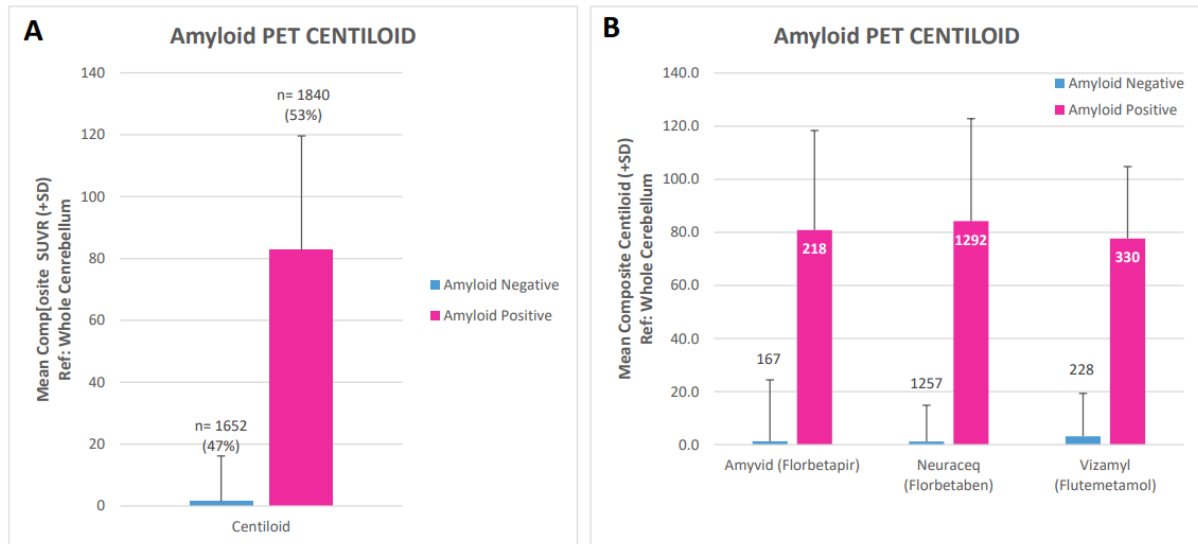 A
Amyloid PET CENTILOID
140
120
100
80
60
40
20
0
Mean Comp[osite SUVR (+SD)
Ref: Whole Cenrebellum
n= 1840
(53%)
n= 1652
(47%)
Centiloid
Amyloid Negative
Amyloid Positive
B
Amyloid PET CENTILOID
140.0
120.0
100.0
80.0
60.0
40.0
20.0
0.0
Mean Composite Centiloid (+SD)
Ref: Whole Cerebellum
Amyloid Negative
Amyloid Positive
167
218
1257
1292
228
330
Amyvid (Florbetapir)
Neuraceq
(Florbetaben)
Vizamyl
(Flutemetamol)